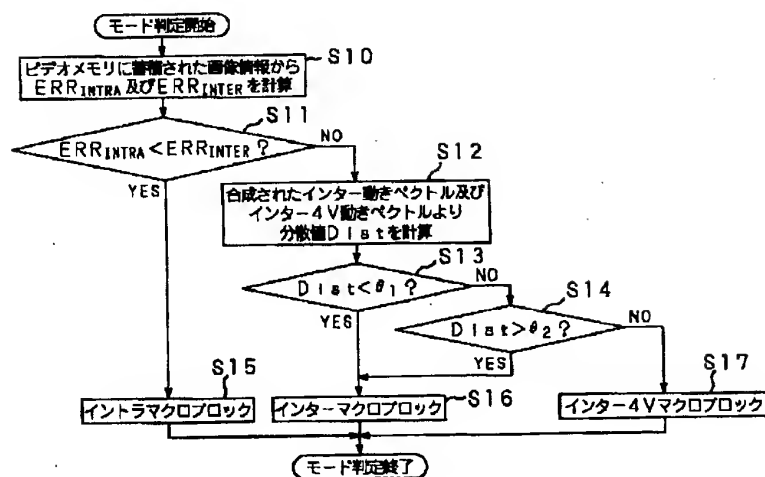 モード判定開始
S10
ビデオメモリに蓄積された画像情報から
ERRINTRA及びERRINTERを計算
S11
ERRINTRA<ERRINTER?
NO
YES
S12
合成されたインター動きベクトル及び
インター4V動きベクトルより
分散値Distを計算
S13
Dist<θ1?
NO
YES
S14
Dist>θ2?
NO
YES
S15
イントラマクロブロック
S16
インターマクロブロック
S17
インター4Vマクロブロック
モード判定終了